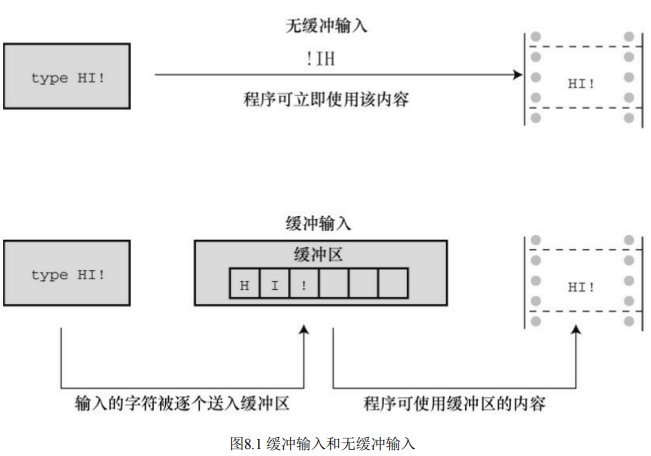 无缓冲输入
type HI!
!IH
HI!
程序可立即使用该内容
缓冲输入
缓冲区
type HI!
H I !
HI!
输入的字符被逐个送入缓冲区
程序可使用缓冲区的内容
图8.1 缓冲输入和无缓冲输入